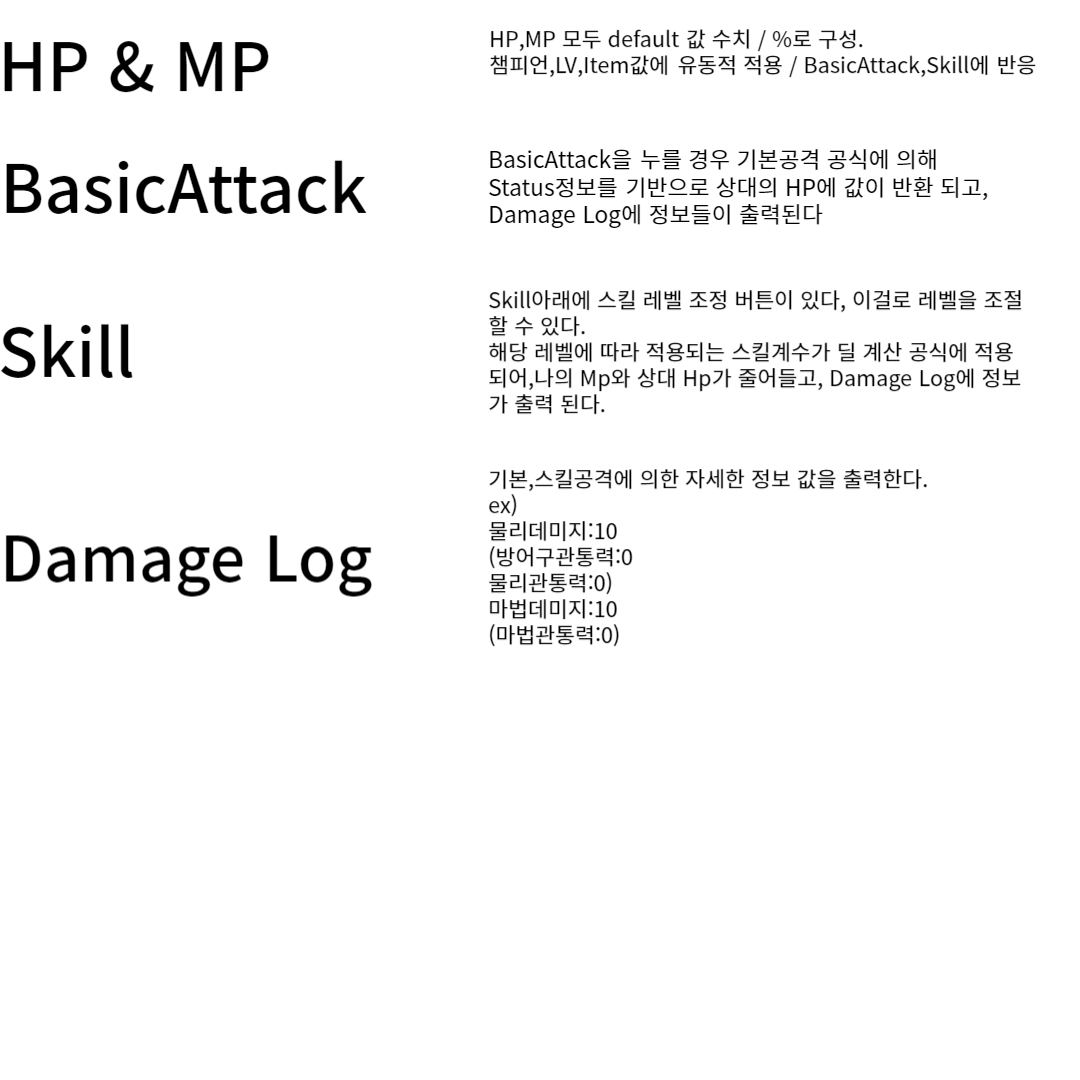 HP & MP
HP,MP 모두 default 값 수치 / %로 구성.
챔피언,LV,Item값에 유동적 적용 / BasicAttack,Skill에 반응
BasicAttack
BasicAttack을 누를 경우 기본공격 공식에 의해
Status정보를 기반으로 상대의 HP에 값이 반환 되고,
Damage Log에 정보들이 출력된다
Skill
Skill아래에 스킬 레벨 조정 버튼이 있다, 이걸로 레벨을 조절
할 수 있다.
해당 레벨에 따라 적용되는 스킬계수가 딜 계산 공식에 적용
되어,나의 Mp와 상대 Hp가 줄어들고, Damage Log에 정보
가 출력 된다.
Damage Log
기본,스킬공격에 의한 자세한 정보 값을 출력한다.
ex)
물리데미지:10
(방어구관통력:0
물리관통력:0)
마법데미지:10
(마법관통력:0)